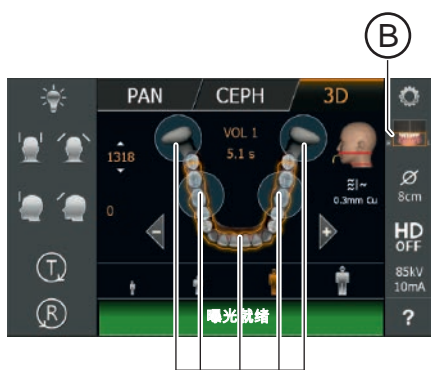 B
PAN
CEPH
3D
1318
VOL 1
5.1 s
0
0.3mm Cu
8cm
HD
OFF
85kV
10mA
T
R
曝光就绪
?